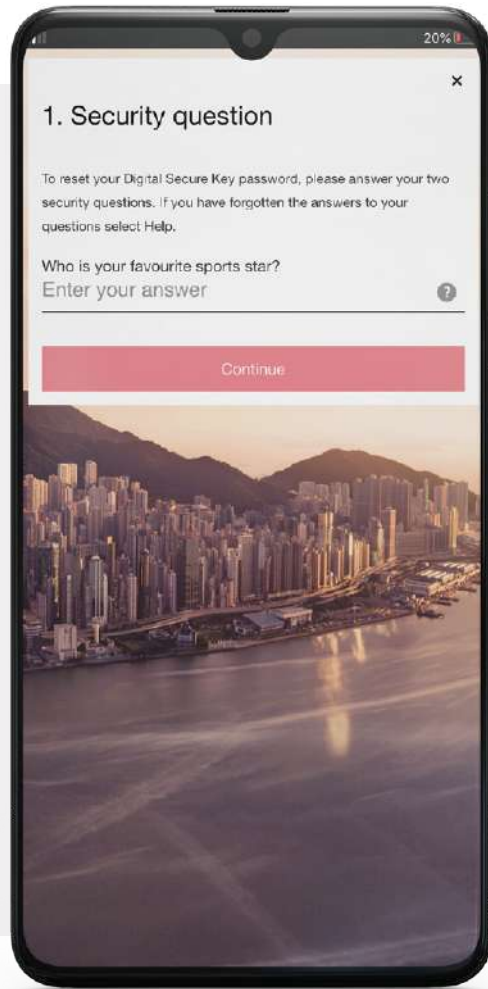 20%
×
1. Security question
To reset your Digital Secure Key password, please answer your two
security questions. If you have forgotten the answers to your
questions select Help.
Who is your favourite sports star?
Enter your answer
?
Continue